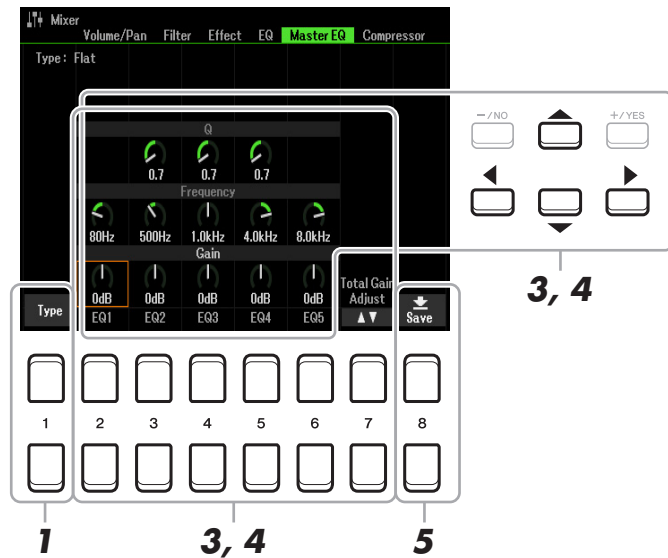 Mixer
Volume/Pan Filter Effect EQ Master EQ Compressor
Type: Flat
Q
0.7 0.7 0.7
Frequency
80Hz 500Hz 1.0kHz 4.0kHz 8.0kHz
Gain
0dB 0dB 0dB 0dB 0dB
Type EQ1 EQ2 EQ3 EQ4 EQ5
Total Gain
Adjust
▲▼
Save
−/NO +/YES
3, 4
1 2 3 4 5 6 7 8
1 3, 4 5